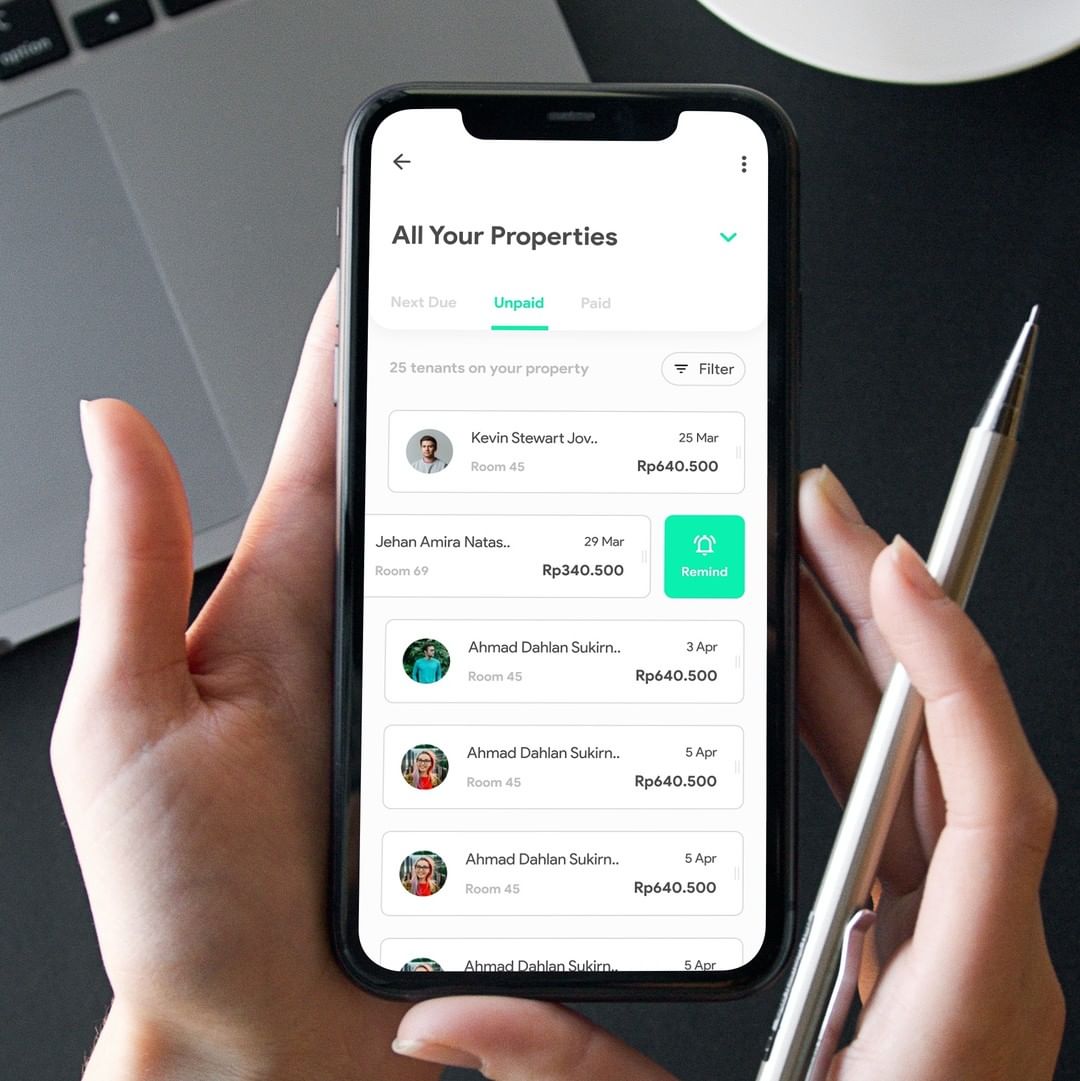 option
All Your Properties
Next Due Unpaid Paid
25 tenants on your property Filter
Kevin Stewart Jov.. 25 Mar
Room 45 Rp640.500
Jehan Amira Natas.. 29 Mar
Room 69 Rp340.500
Remind
Ahmad Dahlan Sukirn.. 3 Apr
Room 45 Rp640.500
Ahmad Dahlan Sukirn.. 5 Apr
Room 45 Rp640.500
Ahmad Dahlan Sukirn.. 5 Apr
Room 45 Rp640.500
Ahmad Dahlan Sukirn.. 5 Apr